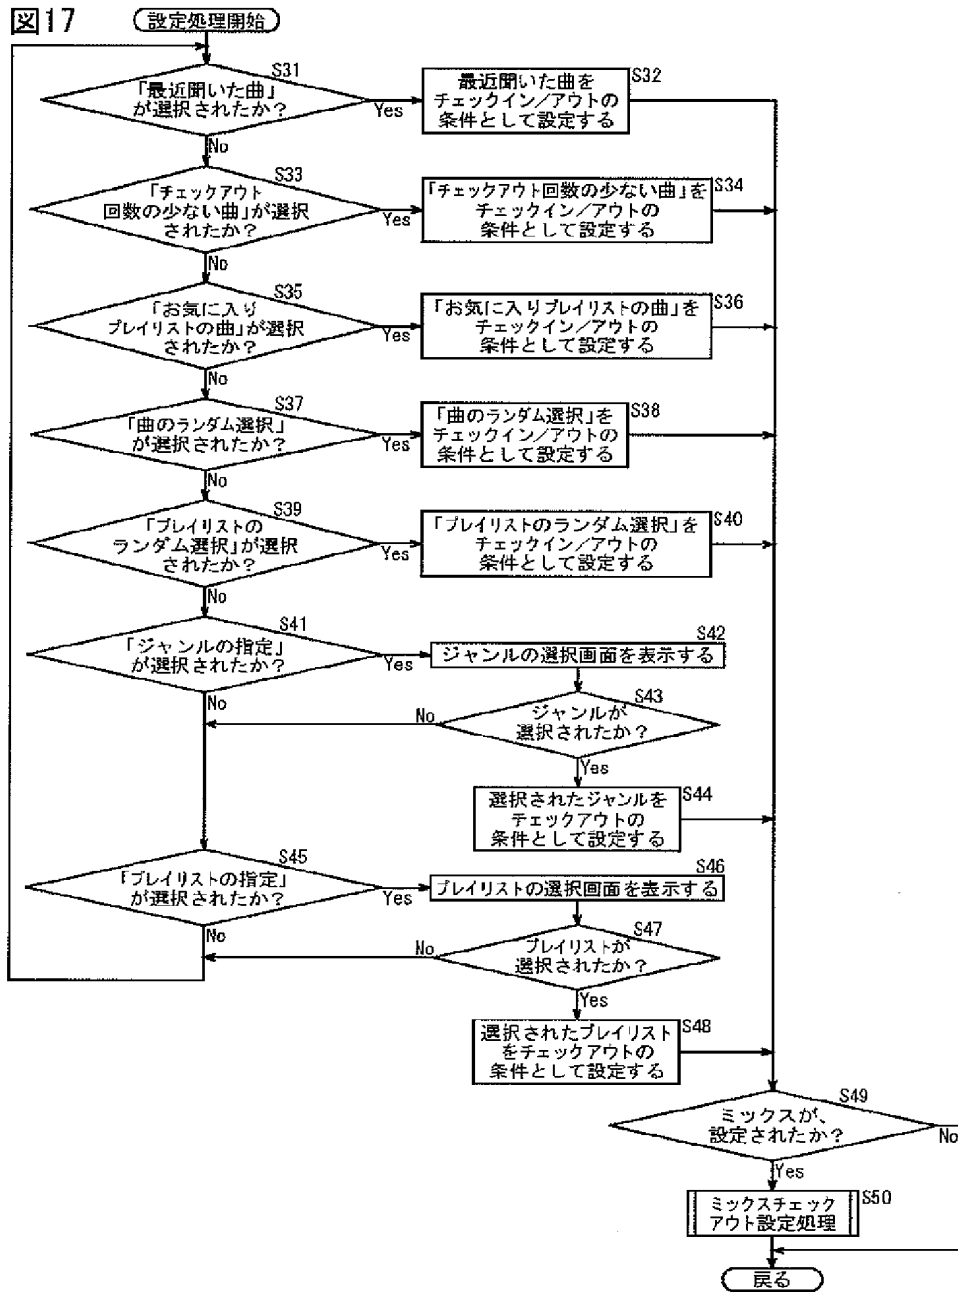 図17
設定処理開始
S31
「最近聞いた曲」
が選択されたか？
Yes
No
S32
最近聞いた曲を
チェックイン／アウトの
条件として設定する
S33
「チェックアウト
回数の少ない曲」が選択
されたか？
Yes
No
S34
「チェックアウト回数の少ない曲」を
チェックイン／アウトの
条件として設定する
S35
「お気に入り
プレイリストの曲」が選択
されたか？
Yes
No
S36
「お気に入りプレイリストの曲」を
チェックイン／アウトの
条件として設定する
S37
「曲のランダム選択」
が選択されたか？
Yes
No
S38
「曲のランダム選択」を
チェックイン／アウトの
条件として設定する
S39
「プレイリストの
ランダム選択」が選択
されたか？
Yes
No
S40
「プレイリストのランダム選択」を
チェックイン／アウトの
条件として設定する
S41
「ジャンルの指定」
が選択されたか？
Yes
No
S42
ジャンルの選択画面を表示する
S43
ジャンルが
選択されたか？
No
Yes
S44
選択されたジャンルを
チェックアウトの
条件として設定する
S45
「プレイリストの指定」
が選択されたか？
Yes
No
S46
プレイリストの選択画面を表示する
S47
プレイリストが
選択されたか？
No
Yes
S48
選択されたプレイリスト
をチェックアウトの
条件として設定する
S49
ミックスが、
設定されたか？
No
Yes
S50
ミックスチェック
アウト設定処理
戻る